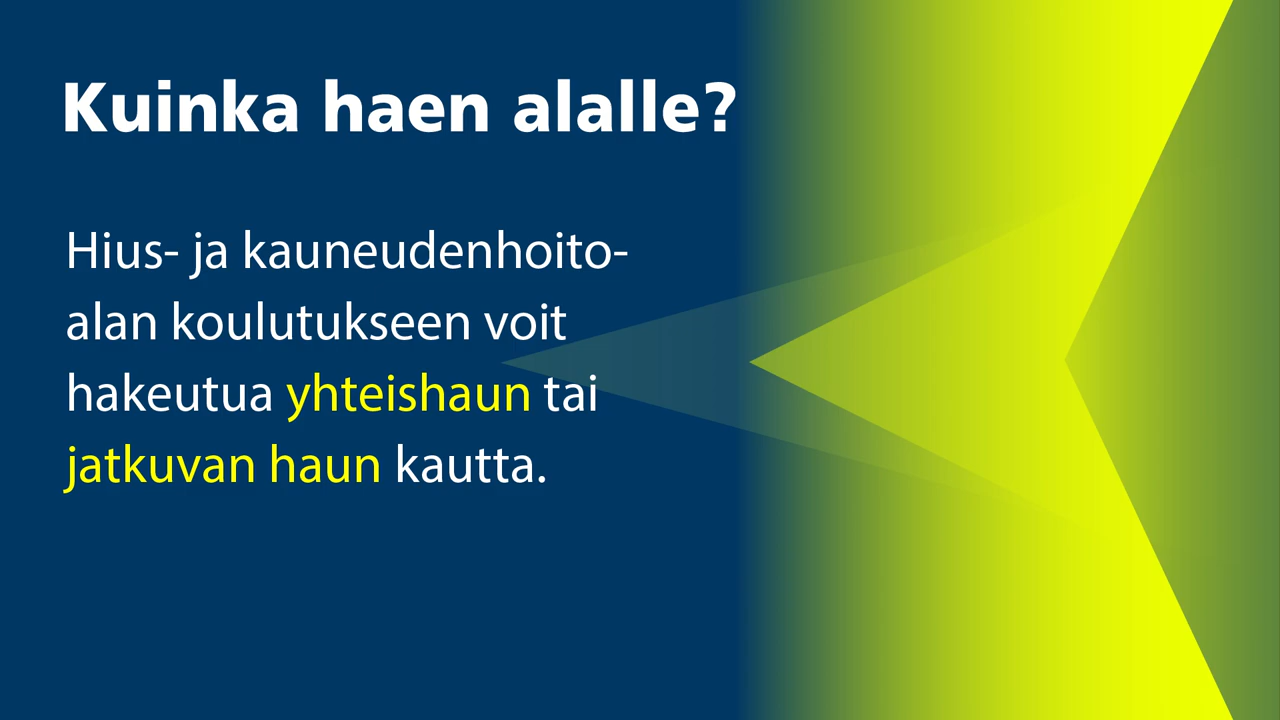 Kuinka haen alalle?
Hius- ja kauneudenhoito-
alan koulutukseen voit
hakeutua yhteishaun tai
jatkuvan haun kautta.